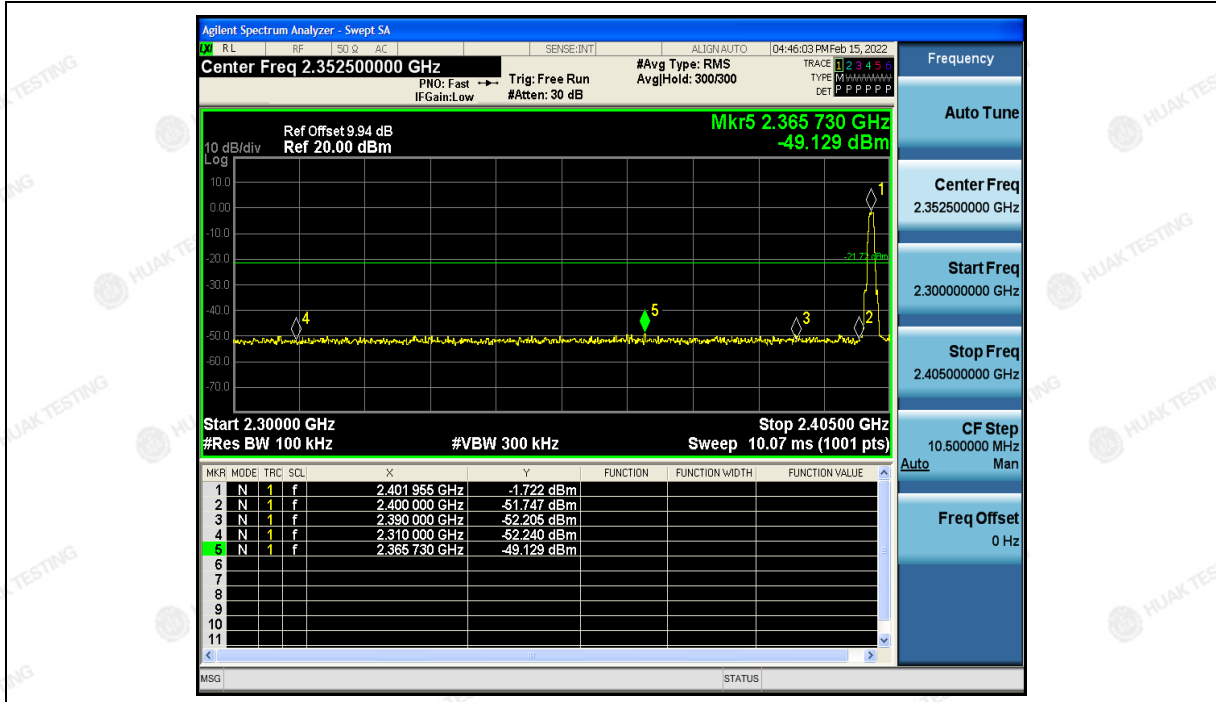 Agilent Spectrum Analyzer - Swept SA
LXI RL RF 50 Ω AC SENSE:INT ALIGNAUTO 04:46:03 PM Feb 15, 2022
Center Freq 2.352500000 GHz
PNO: Fast
IFGain:Low
Trig: Free Run
#Atten: 30 dB
#Avg Type: RMS
Avg|Hold: 300/300
TRACE 1 2 3 4 5 6
TYPE M WWWWW
DET P P P P P P
Ref Offset 9.94 dB
10 dB/div Ref 20.00 dBm
Log
Mkr5 2.365 730 GHz
-49.129 dBm
10.0
0.00
-10.0
-20.0
-30.0
-40.0
-50.0
-60.0
-70.0
-21.72 dBm
1
4
5
3
2
Start 2.30000 GHz Stop 2.40500 GHz
#Res BW 100 kHz #VBW 300 kHz Sweep 10.07 ms (1001 pts)
MKR MODE TRC SCL X Y FUNCTION FUNCTION WIDTH FUNCTION VALUE
1 N 1 f 2.401 955 GHz -1.722 dBm
2 N 1 f 2.400 000 GHz -51.747 dBm
3 N 1 f 2.390 000 GHz -52.205 dBm
4 N 1 f 2.310 000 GHz -52.240 dBm
5 N 1 f 2.365 730 GHz -49.129 dBm
6
7
8
9
10
11
MSG STATUS
Frequency
Auto Tune
Center Freq
2.352500000 GHz
Start Freq
2.300000000 GHz
Stop Freq
2.405000000 GHz
CF Step
10.500000 MHz
Auto Man
Freq Offset
0 Hz
HUAK TESTING
HUAK TESTING
HUAK TESTING